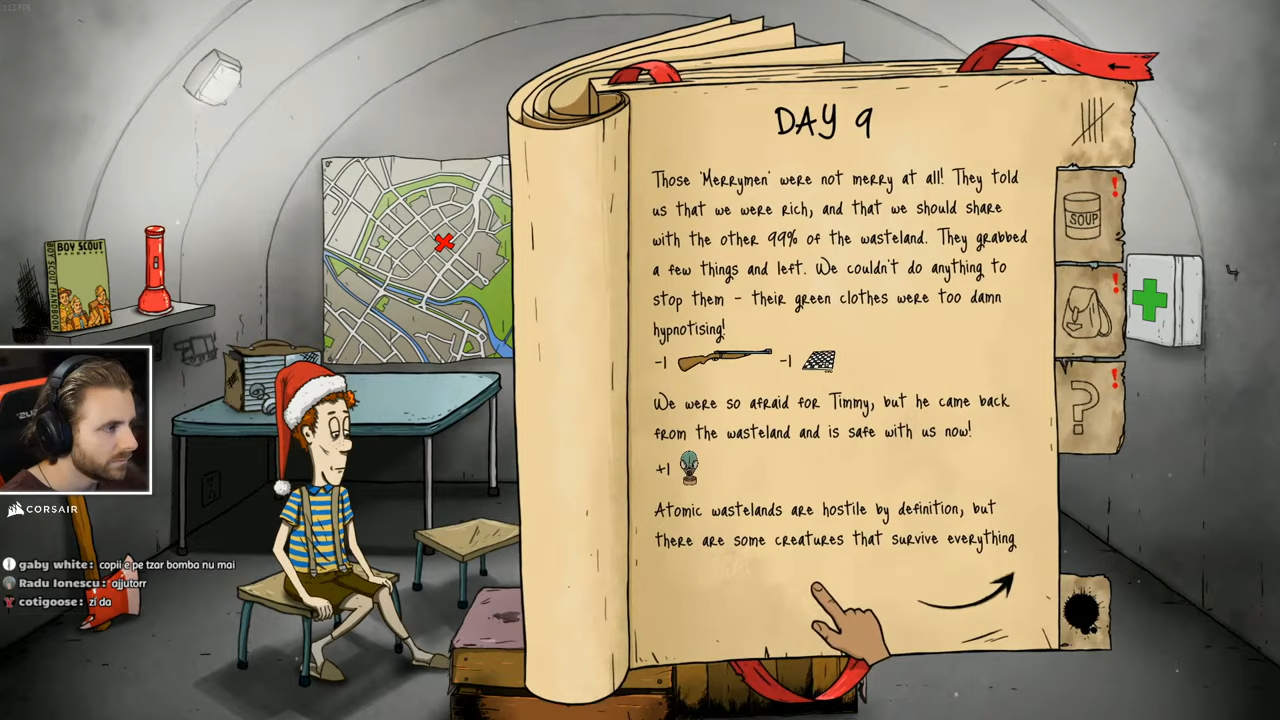 153 FPS
DAY 9
Those 'Merrymen' were not merry at all! They told
us that we were rich, and that we should share
with the other 99% of the wasteland. They grabbed
a few things and left. We couldn't do anything to
stop them - their green clothes were too damn
hypnotising!
-1 -1
We were so afraid for Timmy, but he came back
from the wasteland and is safe with us now!
+1
Atomic wastelands are hostile by definition, but
there are some creatures that survive everything
SOUP
BOY SCOUT
BOY SCOUT HANDBOOK
CORSAIR
gaby white: copii e pe tzar bomba nu mai
Radu Ionescu: ajjutorr
cotigoose: zi da